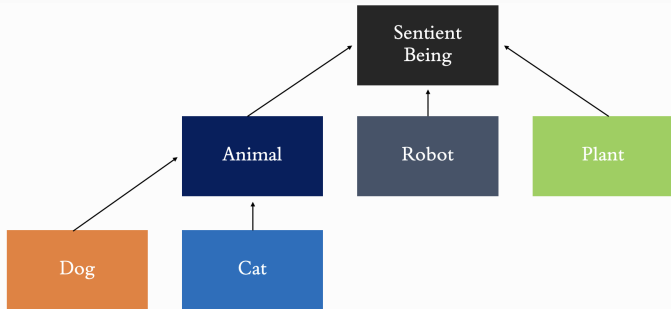 Sentient
Being
Animal
Robot
Plant
Dog
Cat